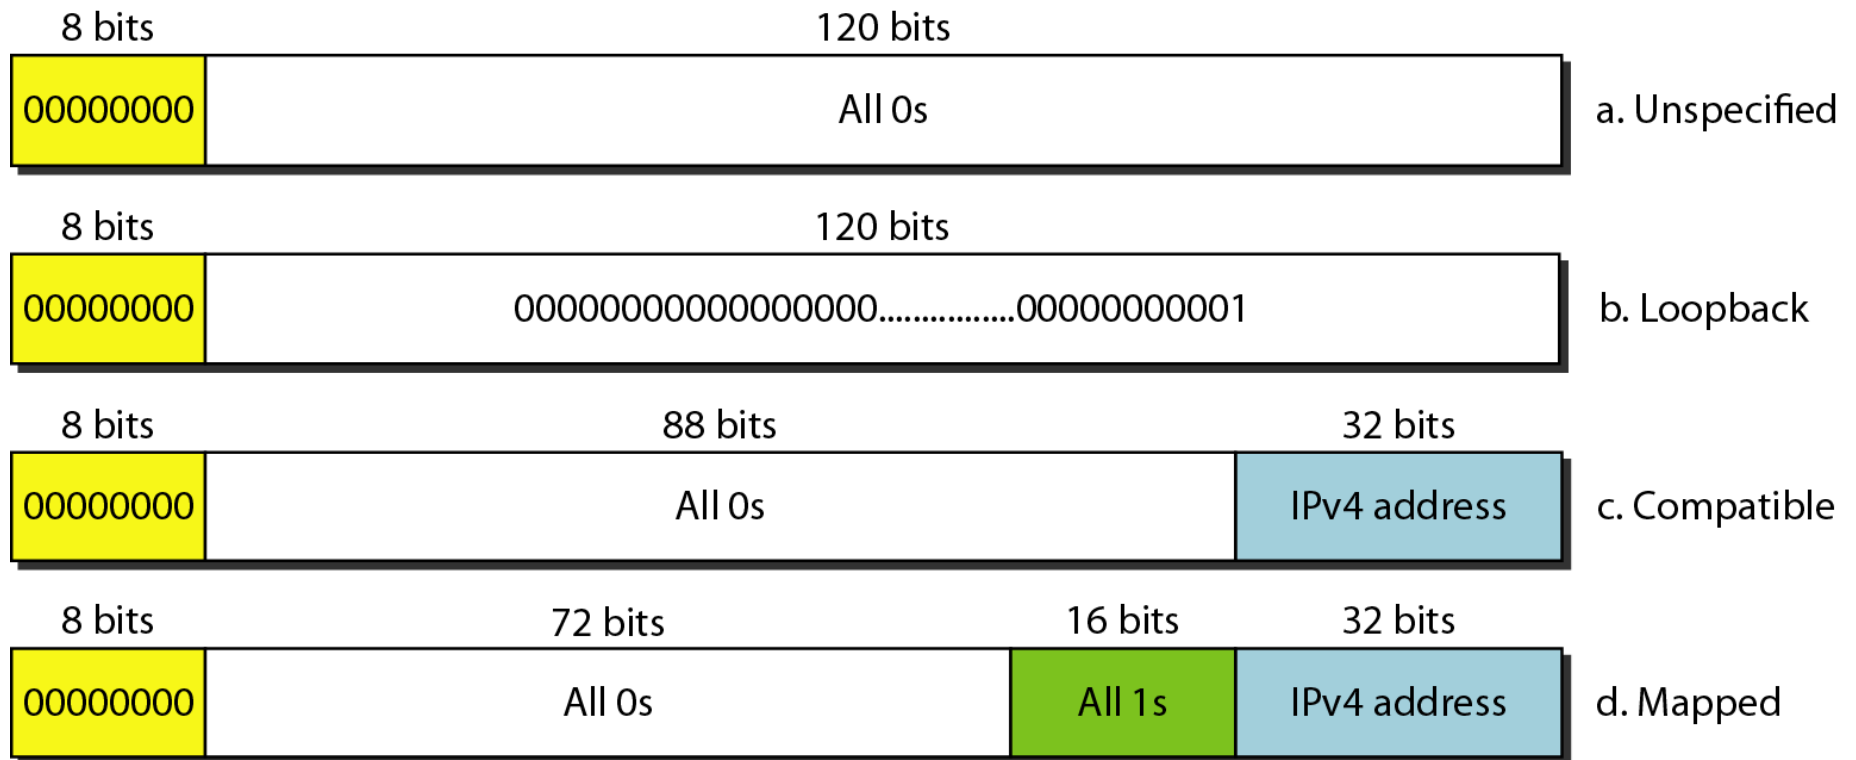 8 bits 120 bits
00000000 All 0s a. Unspecified
8 bits 120 bits
00000000 00000000000000000...............00000000001 b. Loopback
8 bits 88 bits 32 bits
00000000 All 0s IPv4 address c. Compatible
8 bits 72 bits 16 bits 32 bits
00000000 All 0s All 1s IPv4 address d. Mapped